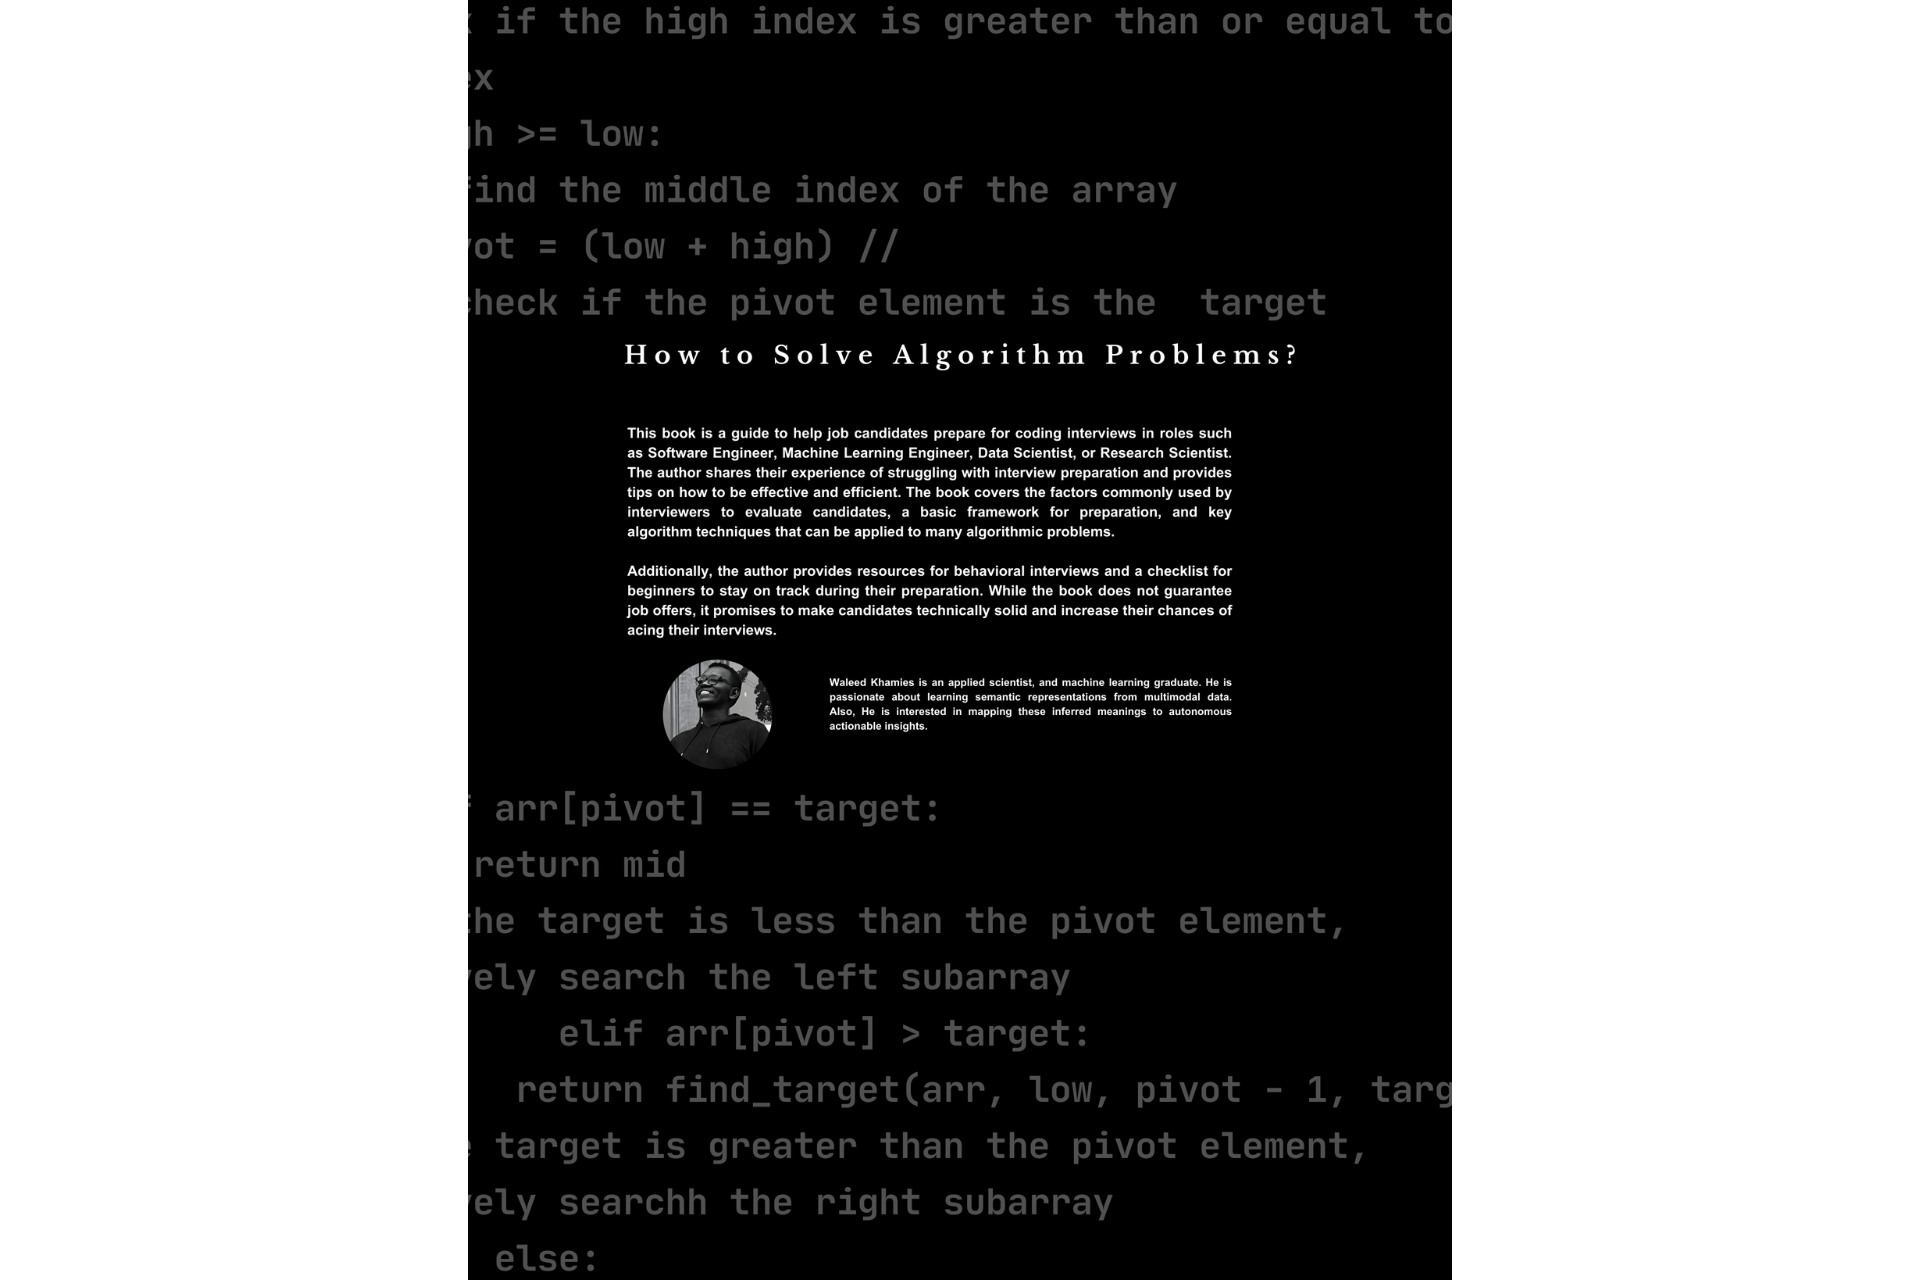 if the high index is greater than or equal to
ex
gh >= low:
find the middle index of the array
vot = (low + high) //
check if the pivot element is the  target
How to Solve Algorithm Problems?
This book is a guide to help job candidates prepare for coding interviews in roles such
as Software Engineer, Machine Learning Engineer, Data Scientist, or Research Scientist.
The author shares their experience of struggling with interview preparation and provides
tips on how to be effective and efficient. The book covers the factors commonly used by
interviewers to evaluate candidates, a basic framework for preparation, and key
algorithm techniques that can be applied to many algorithmic problems.
Additionally, the author provides resources for behavioral interviews and a checklist for
beginners to stay on track during their preparation. While the book does not guarantee
job offers, it promises to make candidates technically solid and increase their chances of
acing their interviews.
Waleed Khamies is an applied scientist, and machine learning graduate. He is
passionate about learning semantic representations from multimodal data.
Also, He is interested in mapping these inferred meanings to autonomous
actionable insights.
arr[pivot] == target:
return mid
the target is less than the pivot element,
vely search the left subarray
elif arr[pivot] > target:
return find_target(arr, low, pivot - 1, targ
target is greater than the pivot element,
vely searchh the right subarray
else: